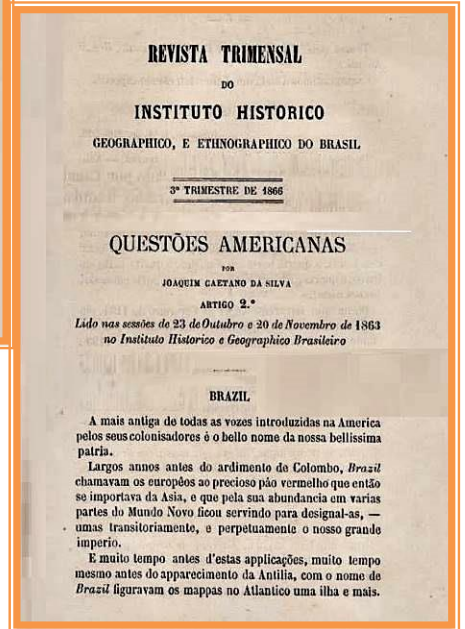 REVISTA TRIMENSAL
DO
INSTITUTO HISTORICO
GEOGRAPHICO, E ETHNOGRAPHICO DO BRASIL
3º TRIMESTRE DE 1866
QUESTÕES AMERICANAS
POR
JOAQUIM CAETANO DA SILVA
ARTIGO 2.º
Lido nas sessões de 23 de Outubro e 20 de Novembro de 1863
no Instituto Historico e Geographico Brasileiro
BRAZIL
A mais antiga de todas as vozes introduzidas na America
pelos seus colonisadores é o bello nome da nossa bellissima
patria.
Largos annos antes do ardimento de Colombo, Brazil
chamavam os européos ao precioso páo vermelho que então
se importava da Asia, e que pela sua abundancia em varias
partes do Mundo Novo ficou servindo para designal-as, —
umas transitoriamente, e perpetuamente o nosso grande
imperio.
E muito tempo antes d'estas applicações, muito tempo
mesmo antes do apparecimento da Antilia, com o nome de
Brazil figuravam os mappas no Atlantico uma ilha e mais.